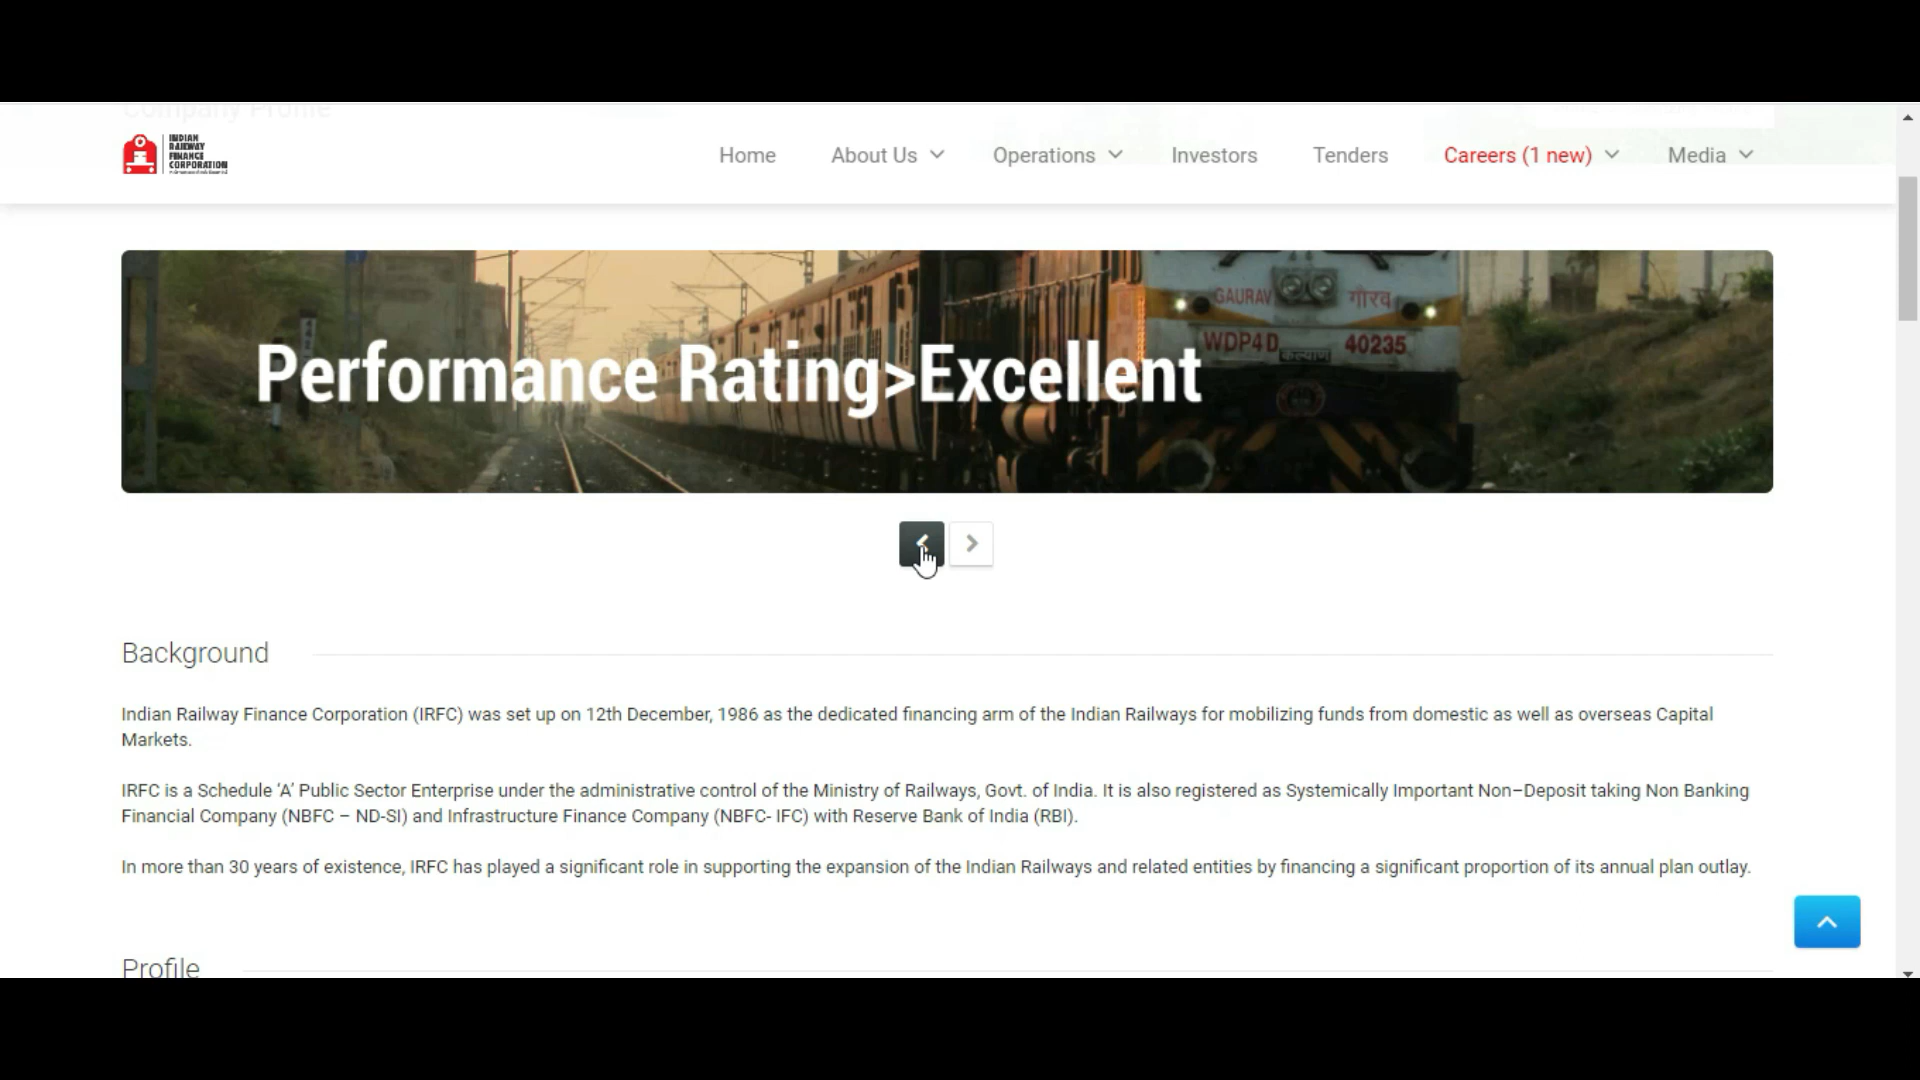 Company Profile
INDIAN
RAILWAY
FINANCE
CORPORATION
Home
About Us
Operations
Investors
Tenders
Careers (1 new)
Media
GAURAV गौरव
WDP4D कल्याण 40235
Performance Rating>Excellent
Background
Indian Railway Finance Corporation (IRFC) was set up on 12th December, 1986 as the dedicated financing arm of the Indian Railways for mobilizing funds from domestic as well as overseas Capital
Markets.
IRFC is a Schedule ‘A’ Public Sector Enterprise under the administrative control of the Ministry of Railways, Govt. of India. It is also registered as Systemically Important Non–Deposit taking Non Banking
Financial Company (NBFC – ND-SI) and Infrastructure Finance Company (NBFC- IFC) with Reserve Bank of India (RBI).
In more than 30 years of existence, IRFC has played a significant role in supporting the expansion of the Indian Railways and related entities by financing a significant proportion of its annual plan outlay.
Profile